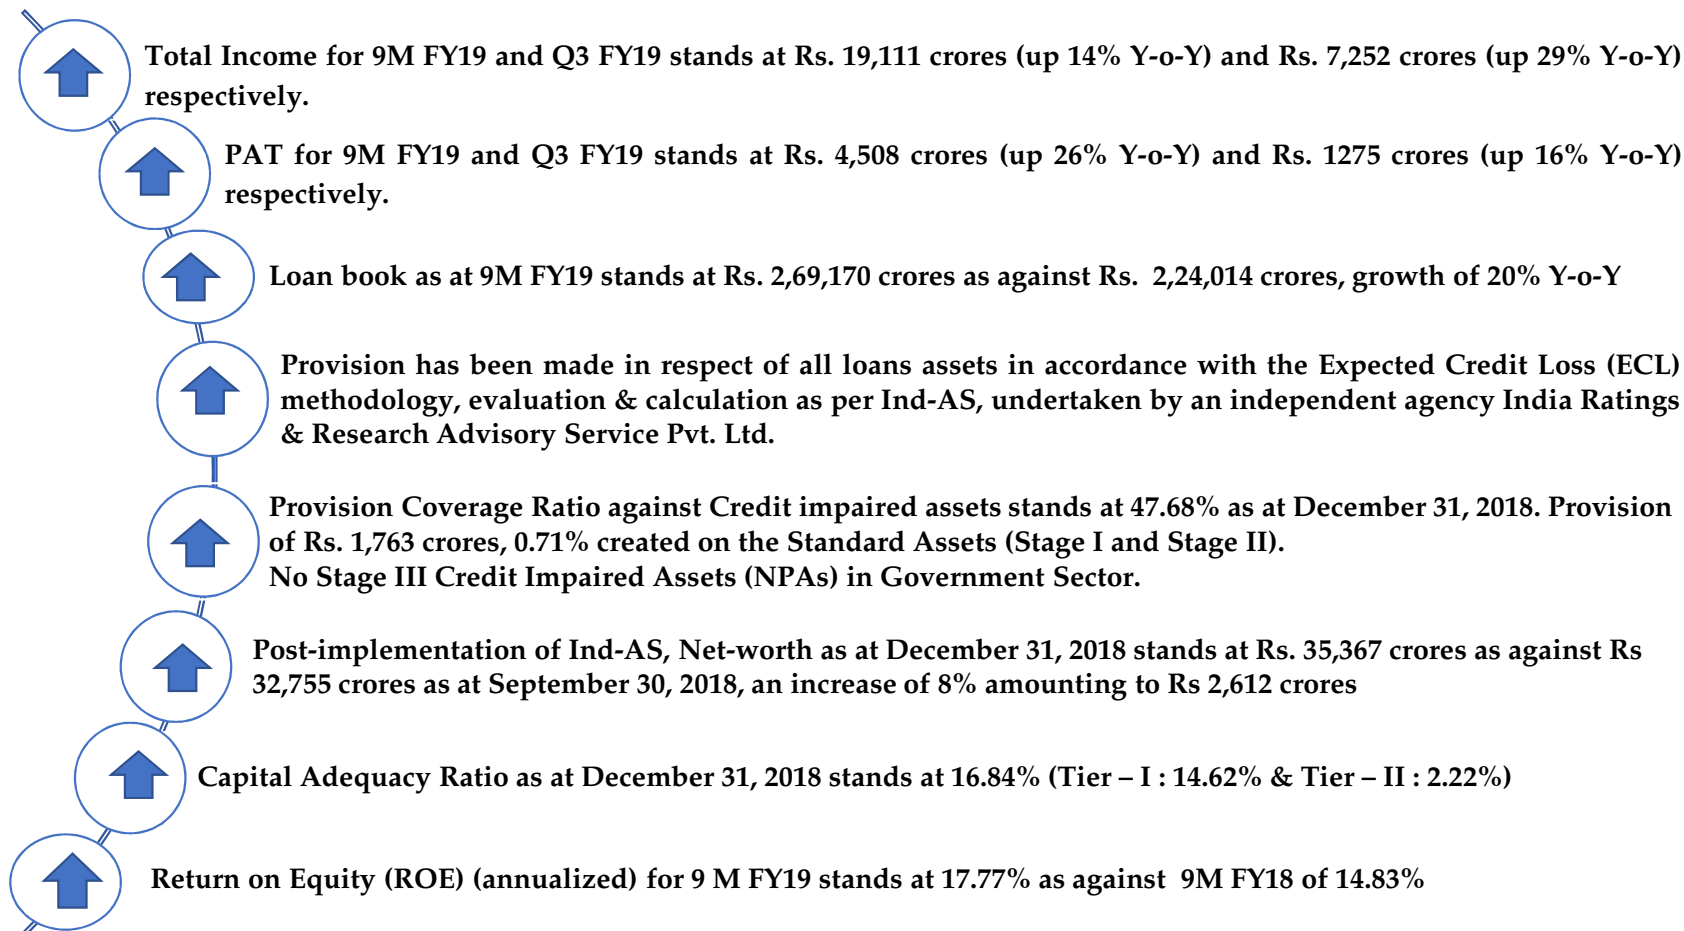 Total Income for 9M FY19 and Q3 FY19 stands at Rs. 19,111 crores (up 14% Y-o-Y) and Rs. 7,252 crores (up 29% Y-o-Y)
respectively.
PAT for 9M FY19 and Q3 FY19 stands at Rs. 4,508 crores (up 26% Y-o-Y) and Rs. 1275 crores (up 16% Y-o-Y)
respectively.
Loan book as at 9M FY19 stands at Rs. 2,69,170 crores as against Rs. 2,24,014 crores, growth of 20% Y-o-Y
Provision has been made in respect of all loans assets in accordance with the Expected Credit Loss (ECL)
methodology, evaluation & calculation as per Ind-AS, undertaken by an independent agency India Ratings
& Research Advisory Service Pvt. Ltd.
Provision Coverage Ratio against Credit impaired assets stands at 47.68% as at December 31, 2018. Provision
of Rs. 1,763 crores, 0.71% created on the Standard Assets (Stage I and Stage II).
No Stage III Credit Impaired Assets (NPAs) in Government Sector.
Post-implementation of Ind-AS, Net-worth as at December 31, 2018 stands at Rs. 35,367 crores as against Rs
32,755 crores as at September 30, 2018, an increase of 8% amounting to Rs 2,612 crores
Capital Adequacy Ratio as at December 31, 2018 stands at 16.84% (Tier – I : 14.62% & Tier – II : 2.22%)
Return on Equity (ROE) (annualized) for 9 M FY19 stands at 17.77% as against 9M FY18 of 14.83%